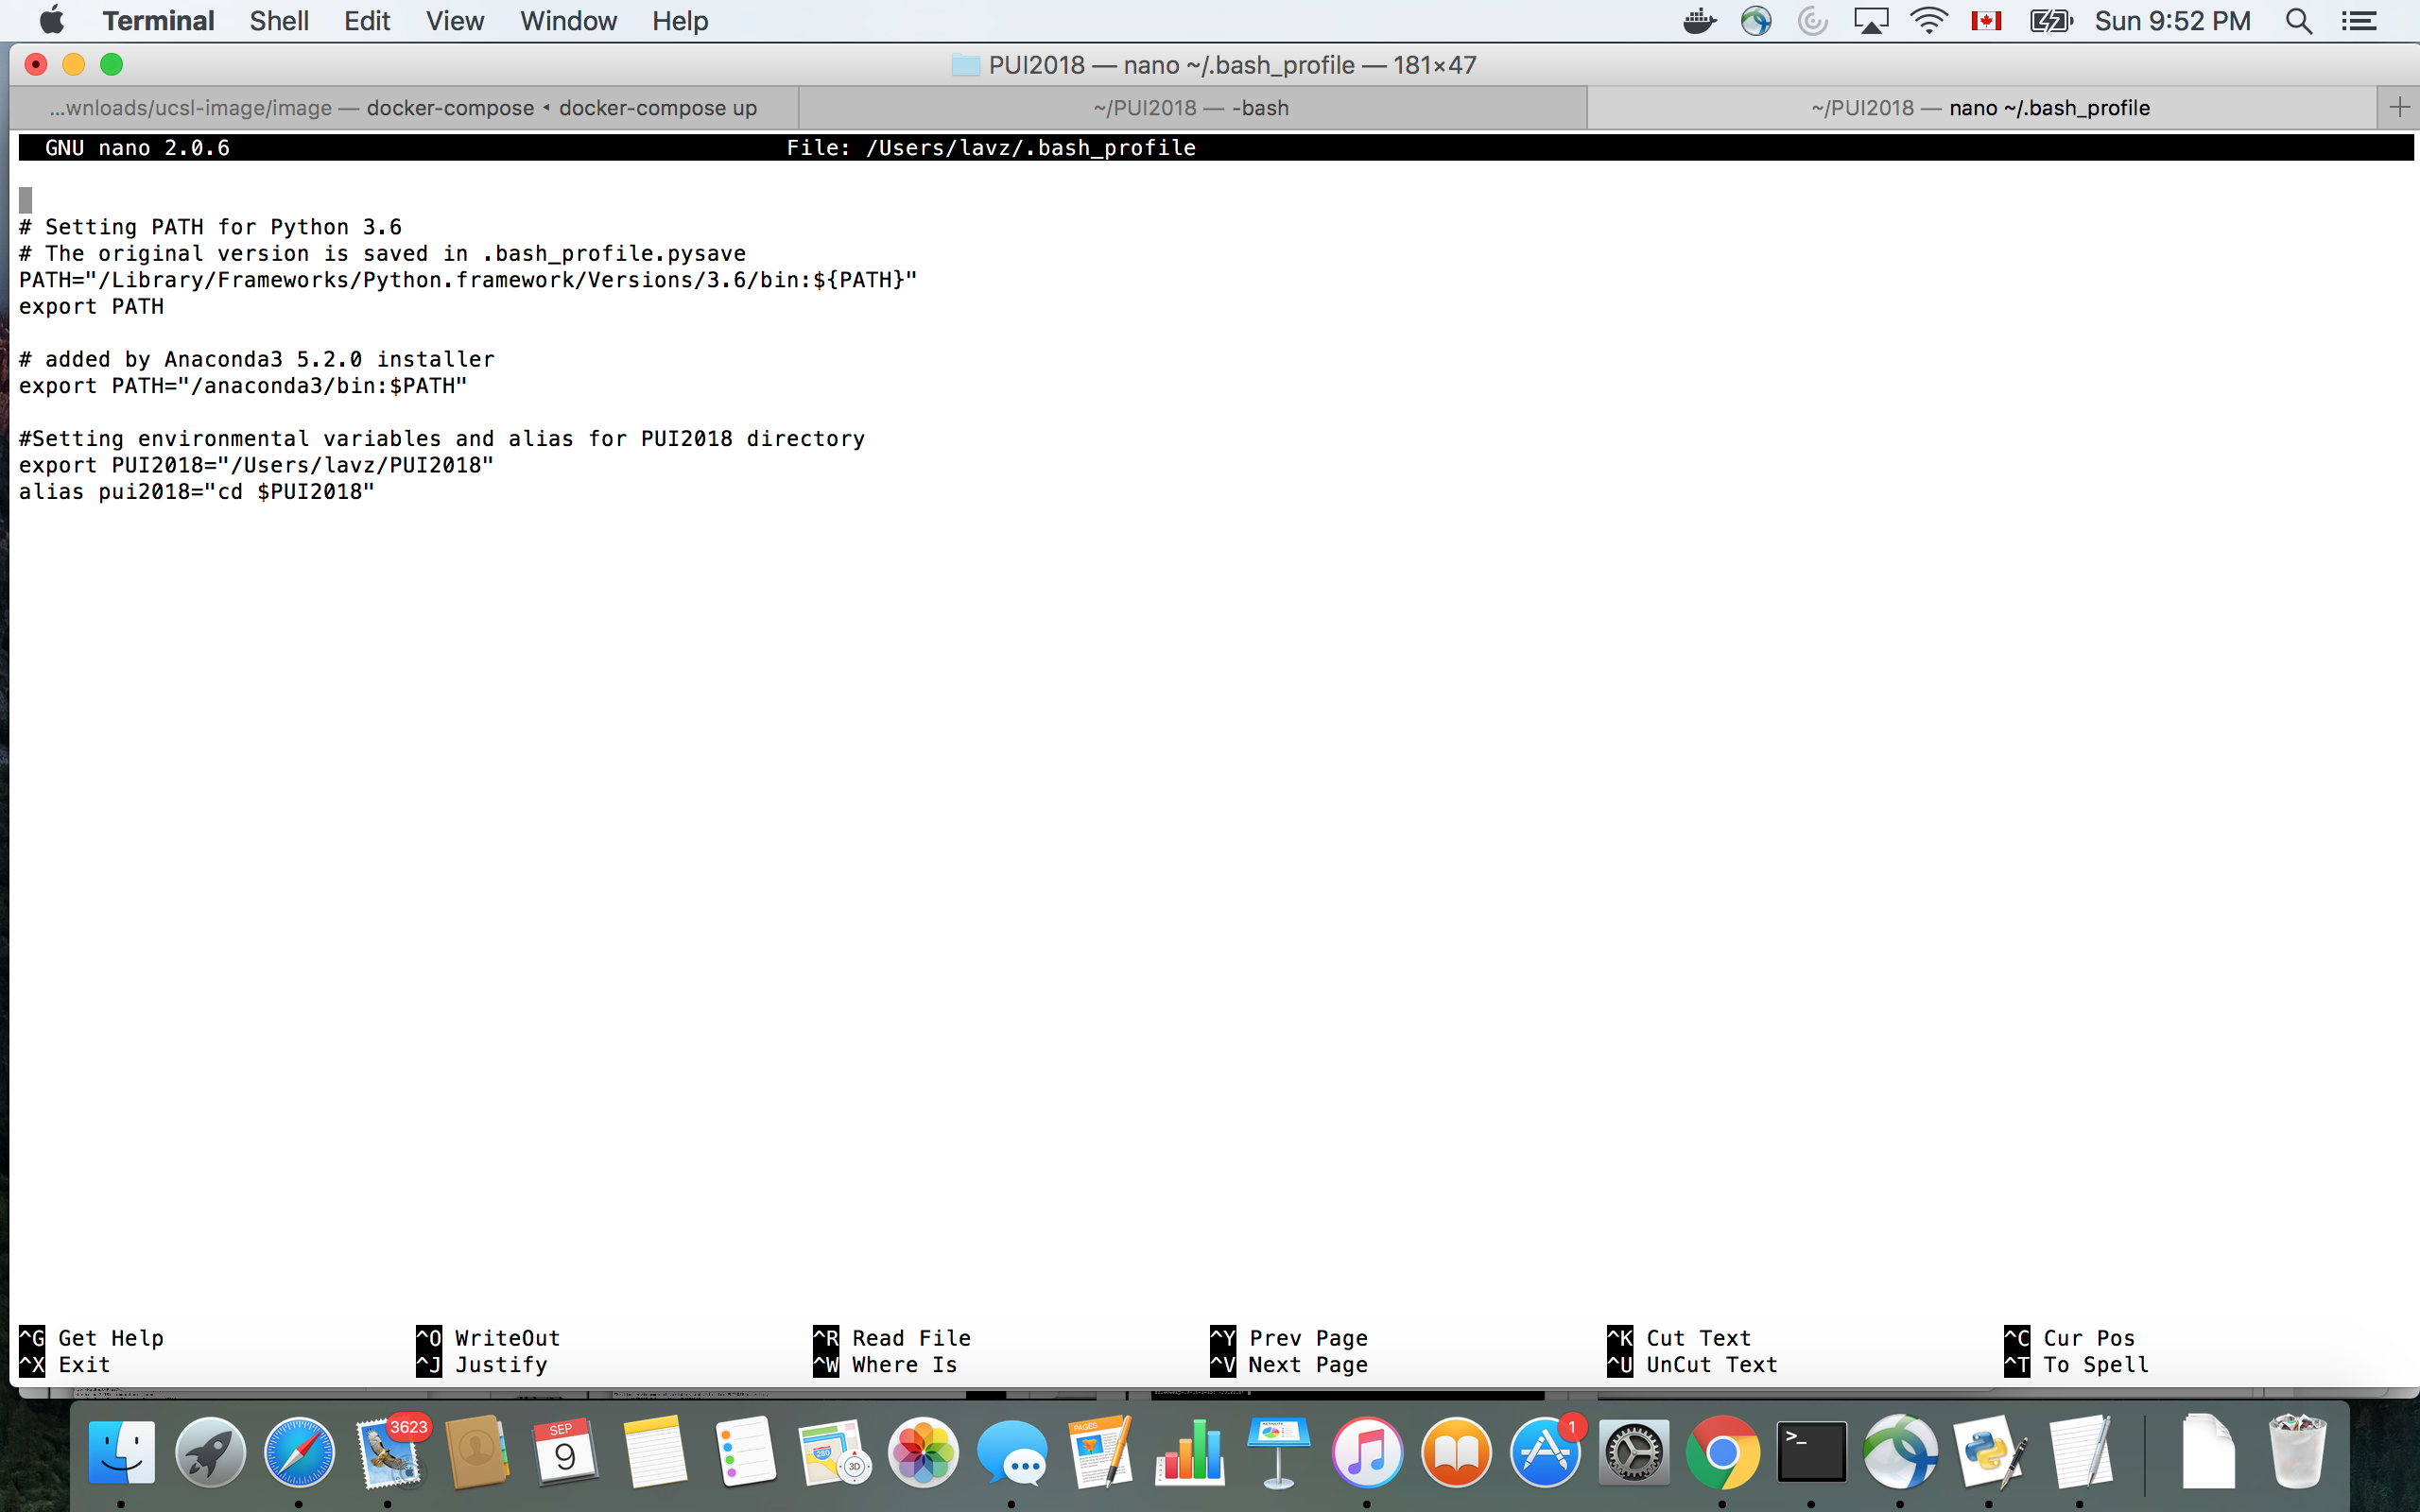 Terminal Shell Edit View Window Help Sun 9:52 PM
PUI2018 — nano ~/.bash_profile — 181×47
...wnloads/ucsl-image/image — docker-compose ◂ docker-compose up ~/PUI2018 — -bash ~/PUI2018 — nano ~/.bash_profile
GNU nano 2.0.6 File: /Users/lavz/.bash_profile
# Setting PATH for Python 3.6
# The original version is saved in .bash_profile.pysave
PATH="/Library/Frameworks/Python.framework/Versions/3.6/bin:${PATH}"
export PATH
# added by Anaconda3 5.2.0 installer
export PATH="/anaconda3/bin:$PATH"
#Setting environmental variables and alias for PUI2018 directory
export PUI2018="/Users/lavz/PUI2018"
alias pui2018="cd $PUI2018"
^G Get Help ^O WriteOut ^R Read File ^Y Prev Page ^K Cut Text ^C Cur Pos
^X Exit ^J Justify ^W Where Is ^V Next Page ^U UnCut Text ^T To Spell
3623 SEP 9 280 3D PAGES 1 >_